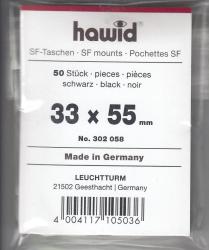 hawid
SF-Taschen · SF mounts · Pochettes SF
50 Stück · pieces · pièces
schwarz · black · noir
33 × 55 mm
No. 302 058
Made in Germany
LEUCHTTURM
21502 Geesthacht | Germany
4 004117 105036